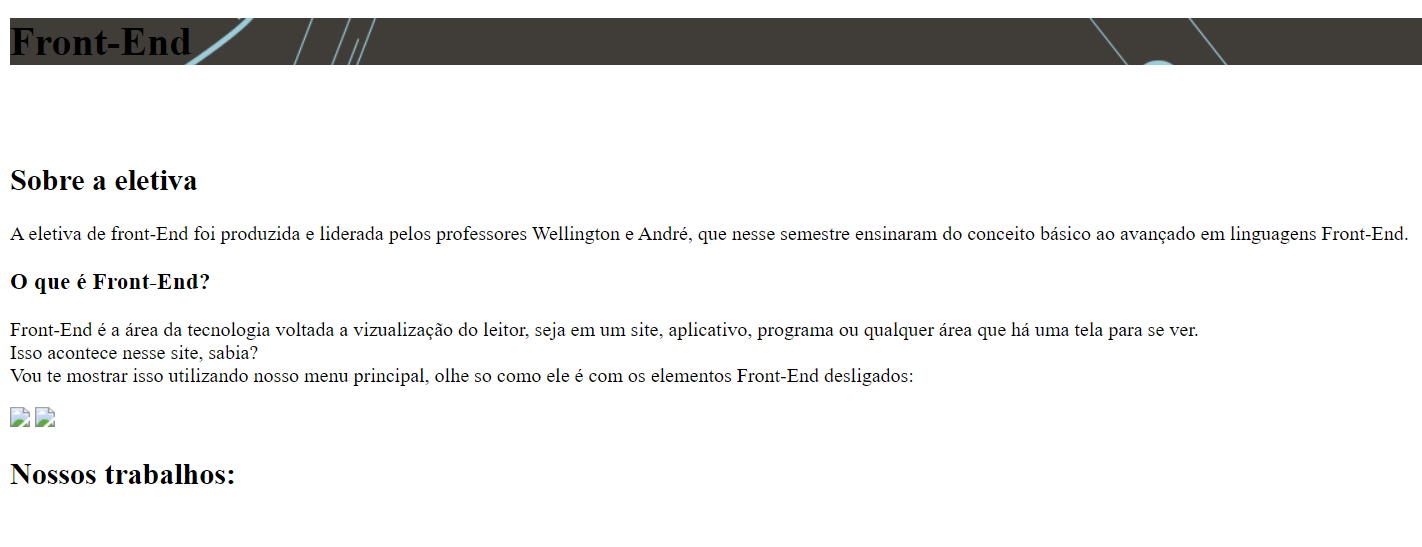 Front-End
Sobre a eletiva
A eletiva de front-End foi produzida e liderada pelos professores Wellington e André, que nesse semestre ensinaram do conceito básico ao avançado em linguagens Front-End.
O que é Front-End?
Front-End é a área da tecnologia voltada a vizualização do leitor, seja em um site, aplicativo, programa ou qualquer área que há uma tela para se ver.
Isso acontece nesse site, sabia?
Vou te mostrar isso utilizando nosso menu principal, olhe so como ele é com os elementos Front-End desligados:
Nossos trabalhos: